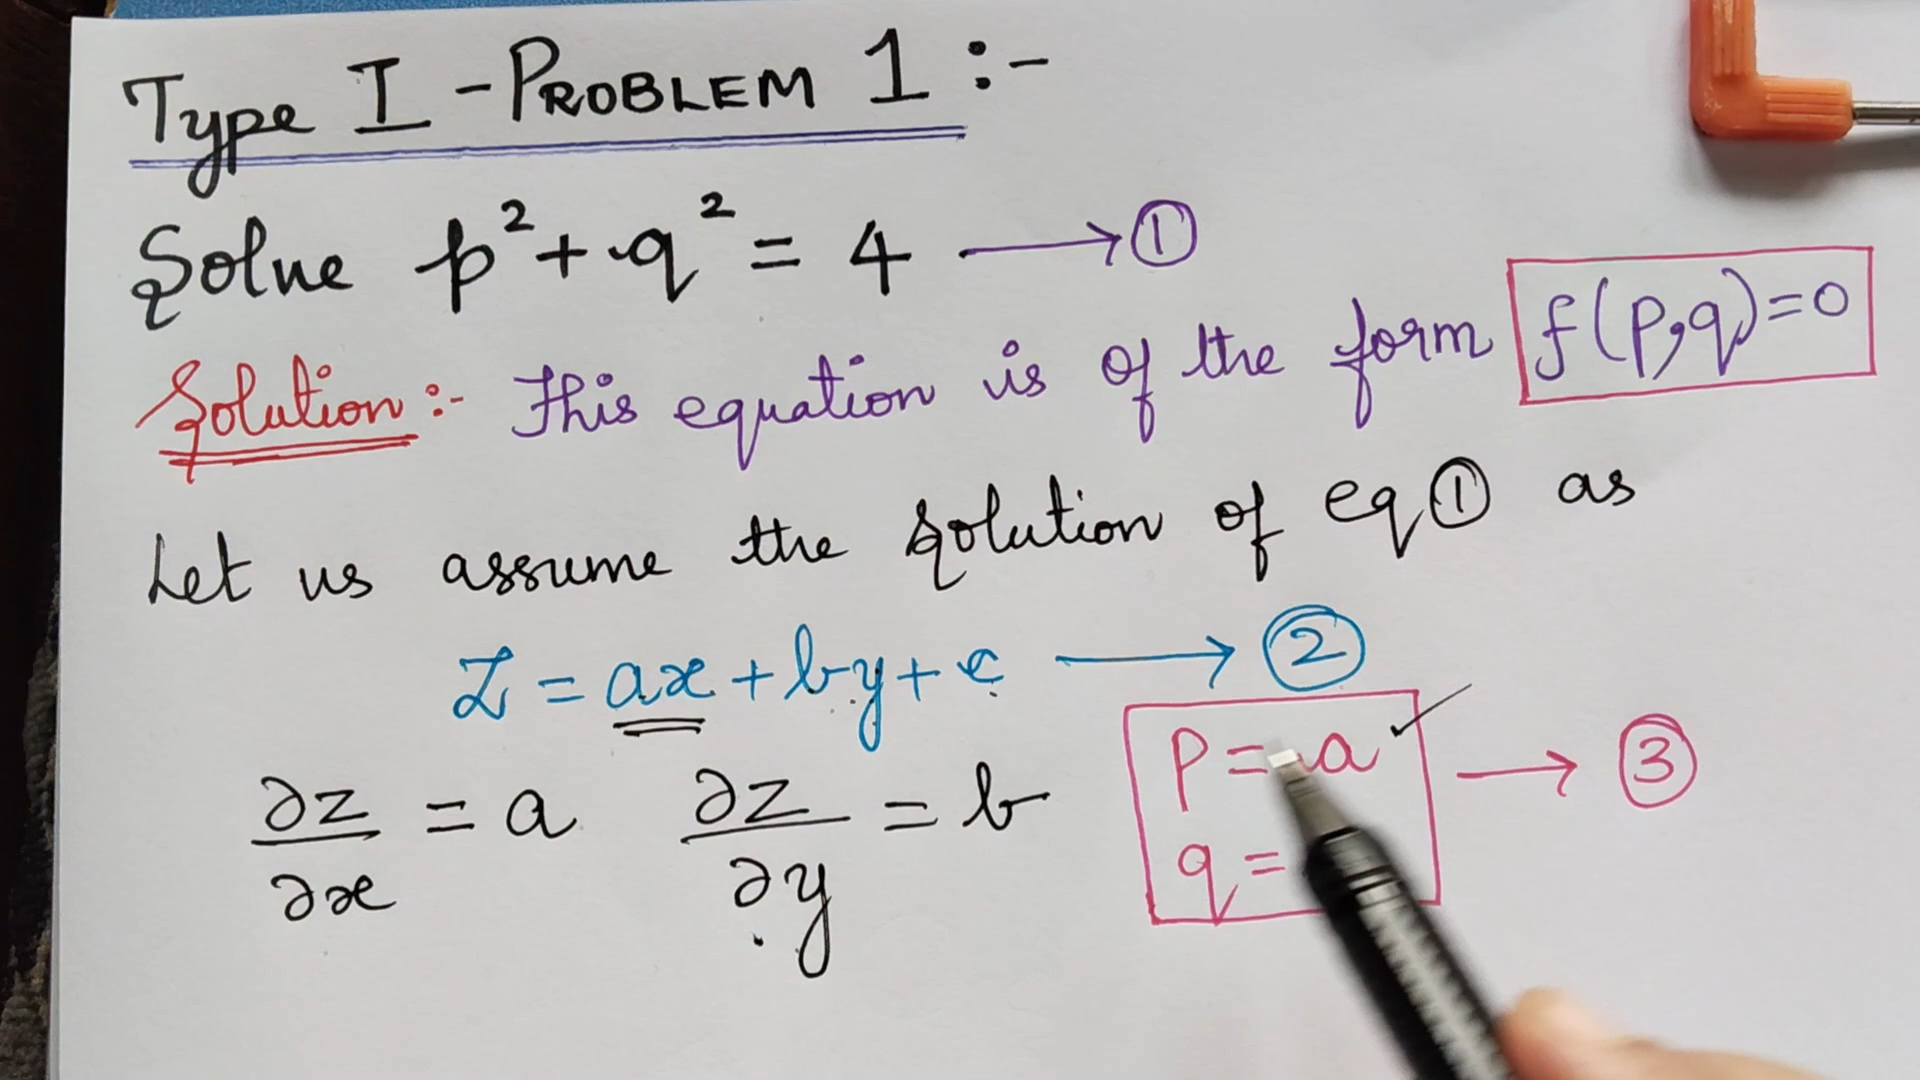 Type I - PROBLEM 1 :-
Solve p² + q² = 4 ⟶ ①
Solution :- This equation is of the form f(p,q)=0
Let us assume the solution of eq ① as
Z = ax + by + c ⟶ ②
∂z/∂x = a ∂z/∂y = b
p = a ✓ ⟶ ③
q =